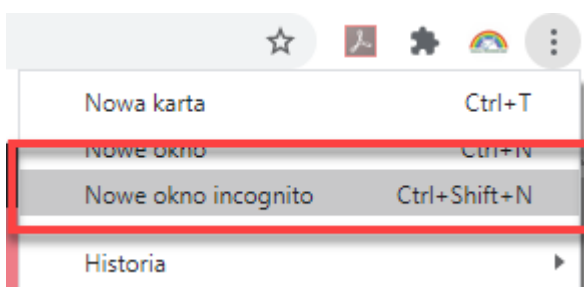 Nowa karta Ctrl+T
Nowe okno Ctrl+N
Nowe okno incognito Ctrl+Shift+N
Historia